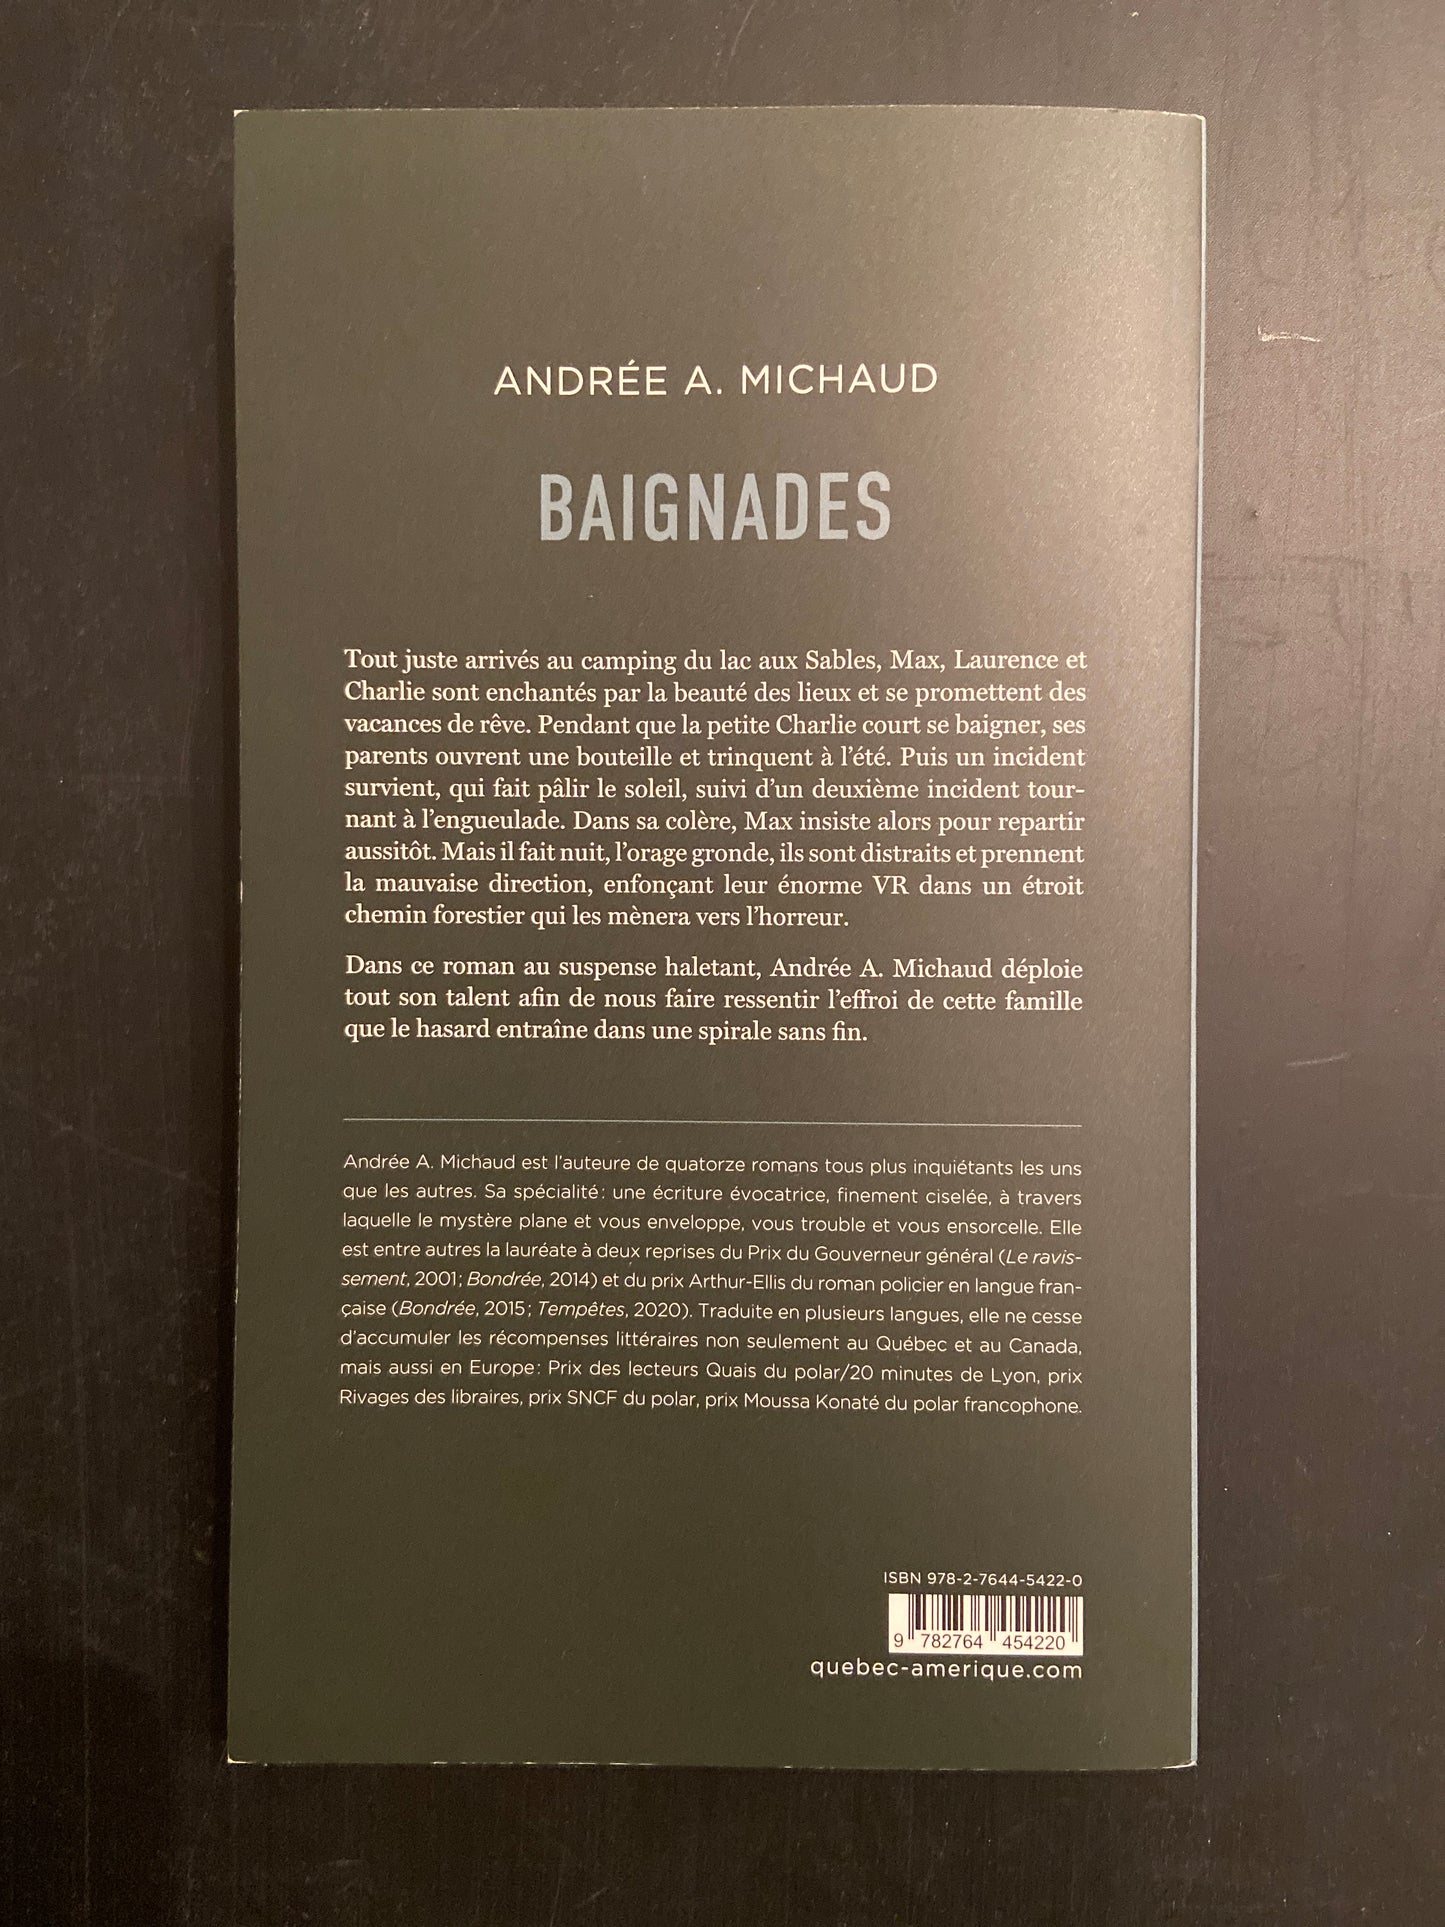 ANDRÉE A. MICHAUD
BAIGNADES
Tout juste arrivés au camping du lac aux Sables, Max, Laurence et
Charlie sont enchantés par la beauté des lieux et se promettent des
vacances de rêve. Pendant que la petite Charlie court se baigner, ses
parents ouvrent une bouteille et trinquent à l’été. Puis un incident
survient, qui fait pâlir le soleil, suivi d’un deuxième incident tour-
nant à l’engueulade. Dans sa colère, Max insiste alors pour repartir
aussitôt. Mais il fait nuit, l’orage gronde, ils sont distraits et prennent
la mauvaise direction, enfonçant leur énorme VR dans un étroit
chemin forestier qui les mènera vers l’horreur.
Dans ce roman au suspense haletant, Andrée A. Michaud déploie
tout son talent afin de nous faire ressentir l’effroi de cette famille
que le hasard entraîne dans une spirale sans fin.
Andrée A. Michaud est l’auteure de quatorze romans tous plus inquiétants les uns
que les autres. Sa spécialité : une écriture évocatrice, finement ciselée, à travers
laquelle le mystère plane et vous enveloppe, vous trouble et vous ensorcelle. Elle
est entre autres la lauréate à deux reprises du Prix du Gouverneur général (Le ravis-
sement, 2001 ; Bondrée, 2014) et du prix Arthur-Ellis du roman policier en langue fran-
çaise (Bondrée, 2015 ; Tempêtes, 2020). Traduite en plusieurs langues, elle ne cesse
d’accumuler les récompenses littéraires non seulement au Québec et au Canada,
mais aussi en Europe : Prix des lecteurs Quais du polar/20 minutes de Lyon, prix
Rivages des libraires, prix SNCF du polar, prix Moussa Konaté du polar francophone.
ISBN 978-2-7644-5422-0
9 782764 454220
quebec-amerique.com